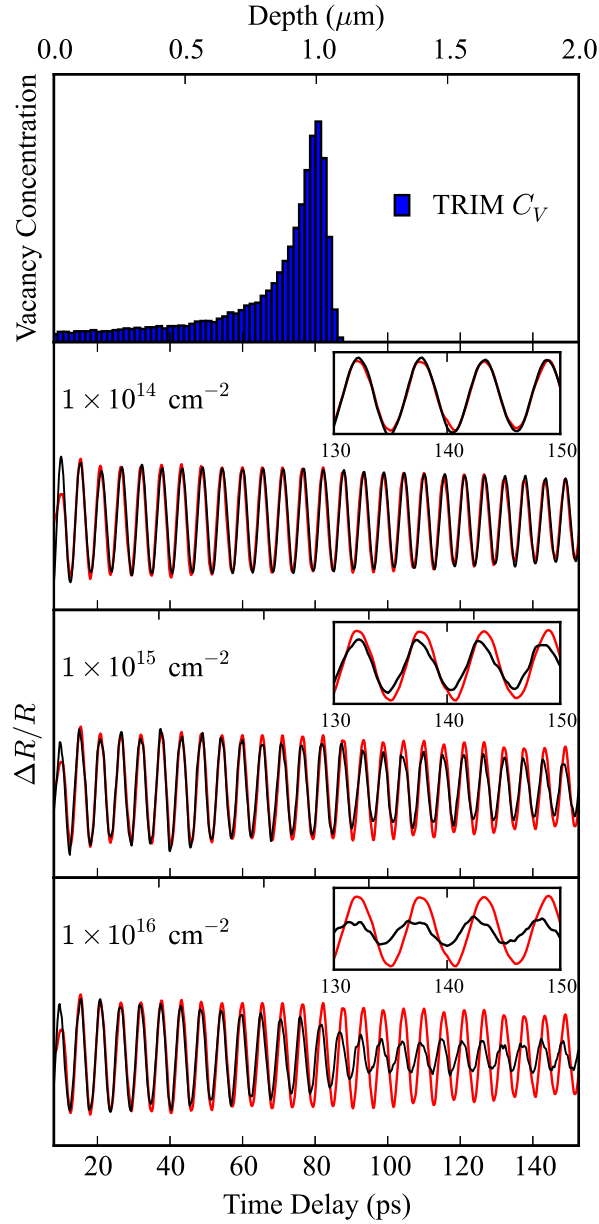 Depth (μm)
0.0 0.5 1.0 1.5 2.0
Vacancy Concentration
TRIM C_V
1 × 10^14 cm^−2
130 140 150
1 × 10^15 cm^−2
130 140 150
ΔR/R
1 × 10^16 cm^−2
130 140 150
20 40 60 80 100 120 140
Time Delay (ps)